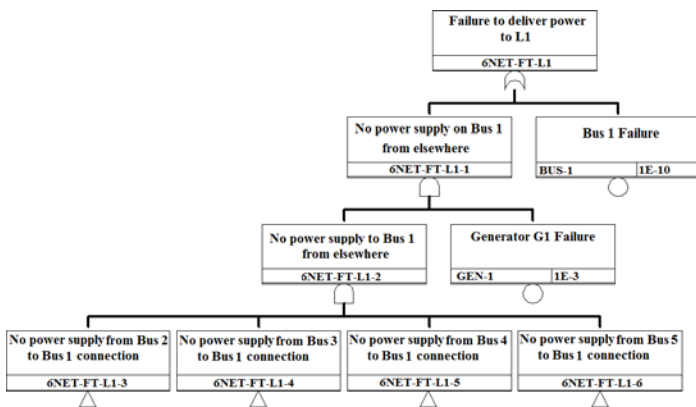 Failure to deliver power
to L1
6NET-FT-L1
No power supply on Bus 1
from elsewhere
6NET-FT-L1-1
Bus 1 Failure
BUS-1
1E-10
No power supply to Bus 1
from elsewhere
6NET-FT-L1-2
Generator G1 Failure
GEN-1
1E-3
No power supply from Bus 2
to Bus 1 connection
6NET-FT-L1-3
No power supply from Bus 3
to Bus 1 connection
6NET-FT-L1-4
No power supply from Bus 4
to Bus 1 connection
6NET-FT-L1-5
No power supply from Bus 5
to Bus 1 connection
6NET-FT-L1-6